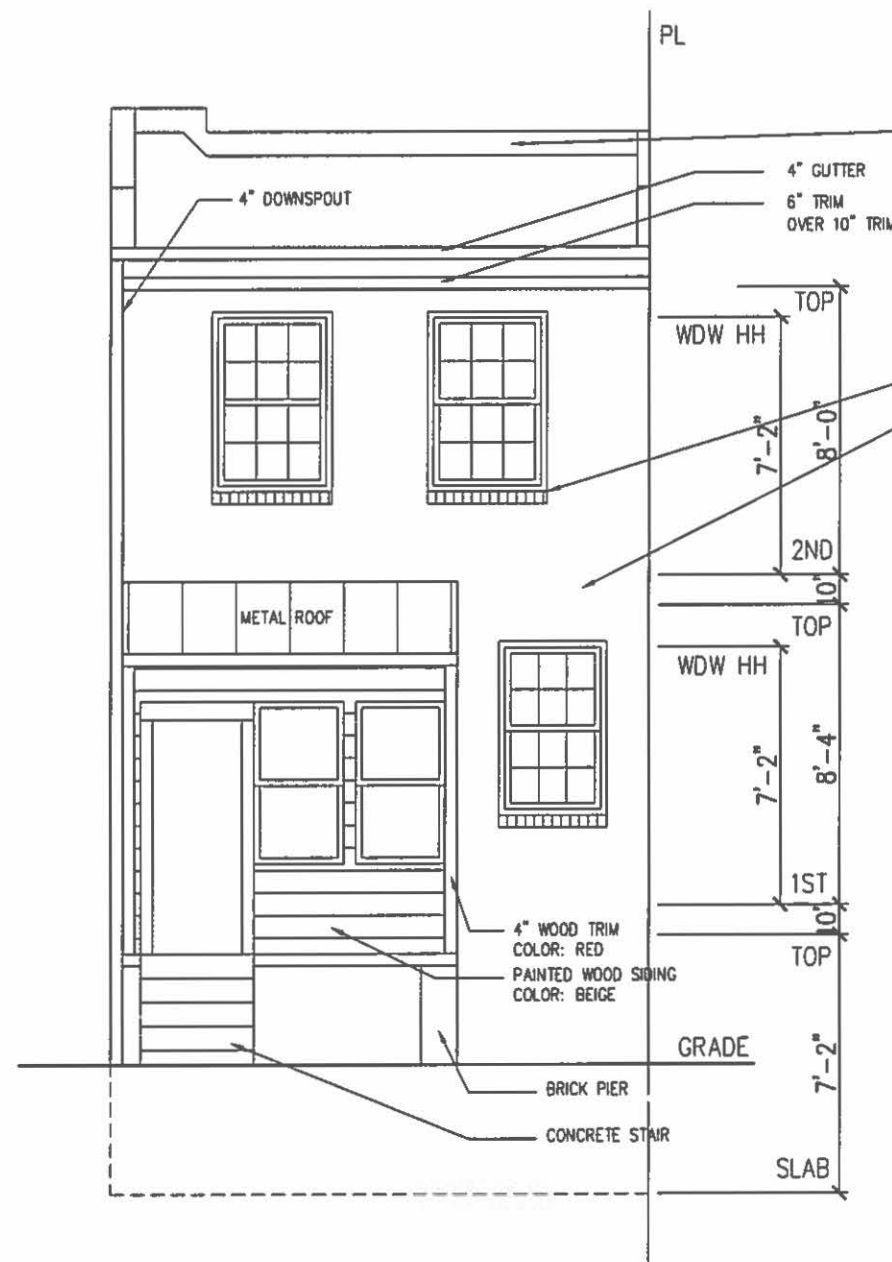 PL
4" GUTTER
4" DOWNSPOUT
6" TRIM
OVER 10" TRIM
TOP
WDW HH
7'-2"
8'-0"
2ND
10"
METAL ROOF
TOP
WDW HH
7'-2"
8'-4"
1ST
10"
4" WOOD TRIM
COLOR: RED
TOP
PAINTED WOOD SIDING
COLOR: BEIGE
GRADE
7'-2"
BRICK PIER
CONCRETE STAIR
SLAB